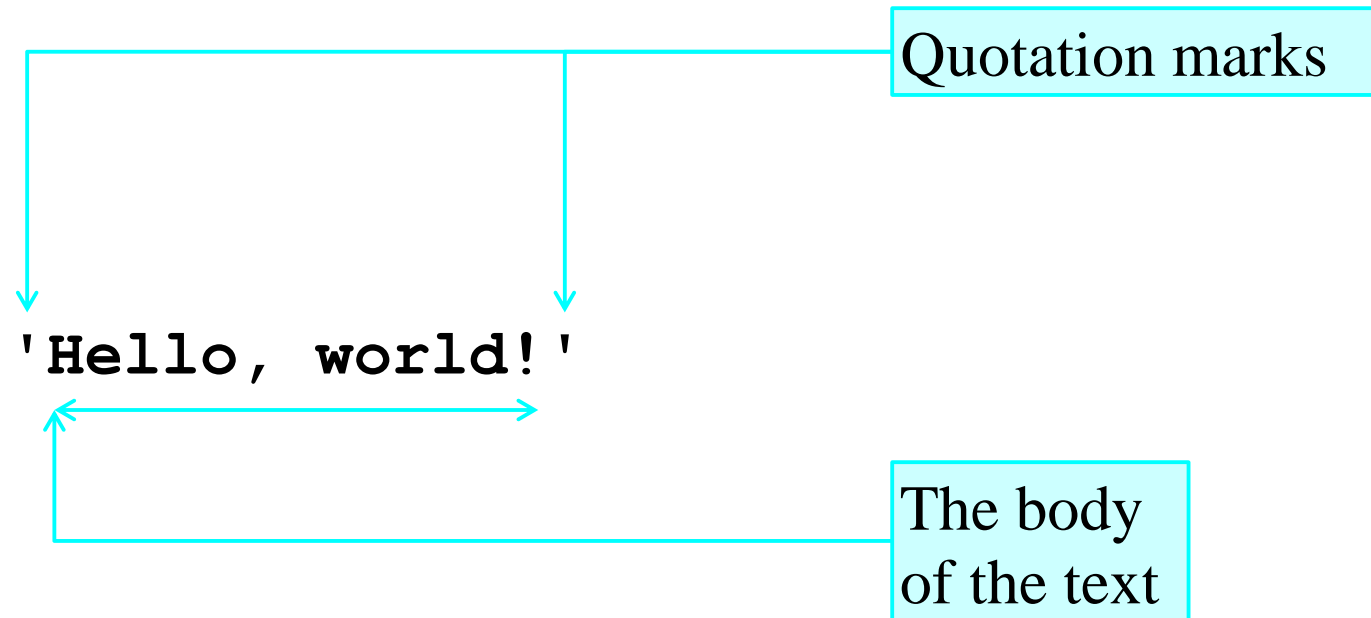 Quotation marks
'Hello, world!'
The body
of the text